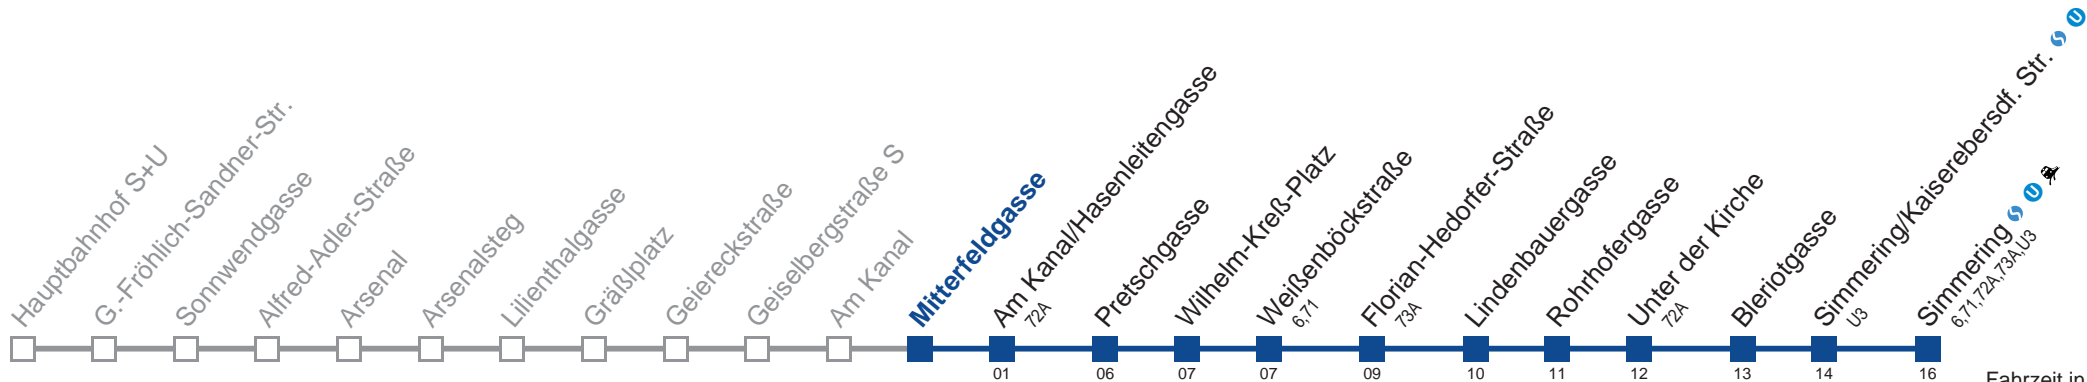 Hauptbahnhof S+U
G.-Fröhlich-Sandner-Str.
Sonnwendgasse
Alfred-Adler-Straße
Arsenal
Arsenalsteg
Lilienthalgasse
Gräßlplatz
Geiereckstraße
Geiselbergstraße S
Am Kanal
Mitterfeldgasse
Am Kanal/Hasenleitengasse
72A
Pretschgasse
Wilhelm-Kreß-Platz
Weißenböckstraße
6,71
Florian-Hedorfer-Straße
73A
Lindenbauergasse
Rohrhofergasse
Unter der Kirche
72A
Bleriotgasse
Simmering/Kaiserebersdf. Str. S U
U3
Simmering S U
6,71,72A,73A,U3
01 06 07 07 09 10 11 12 13 14 16
Fahrzeit in